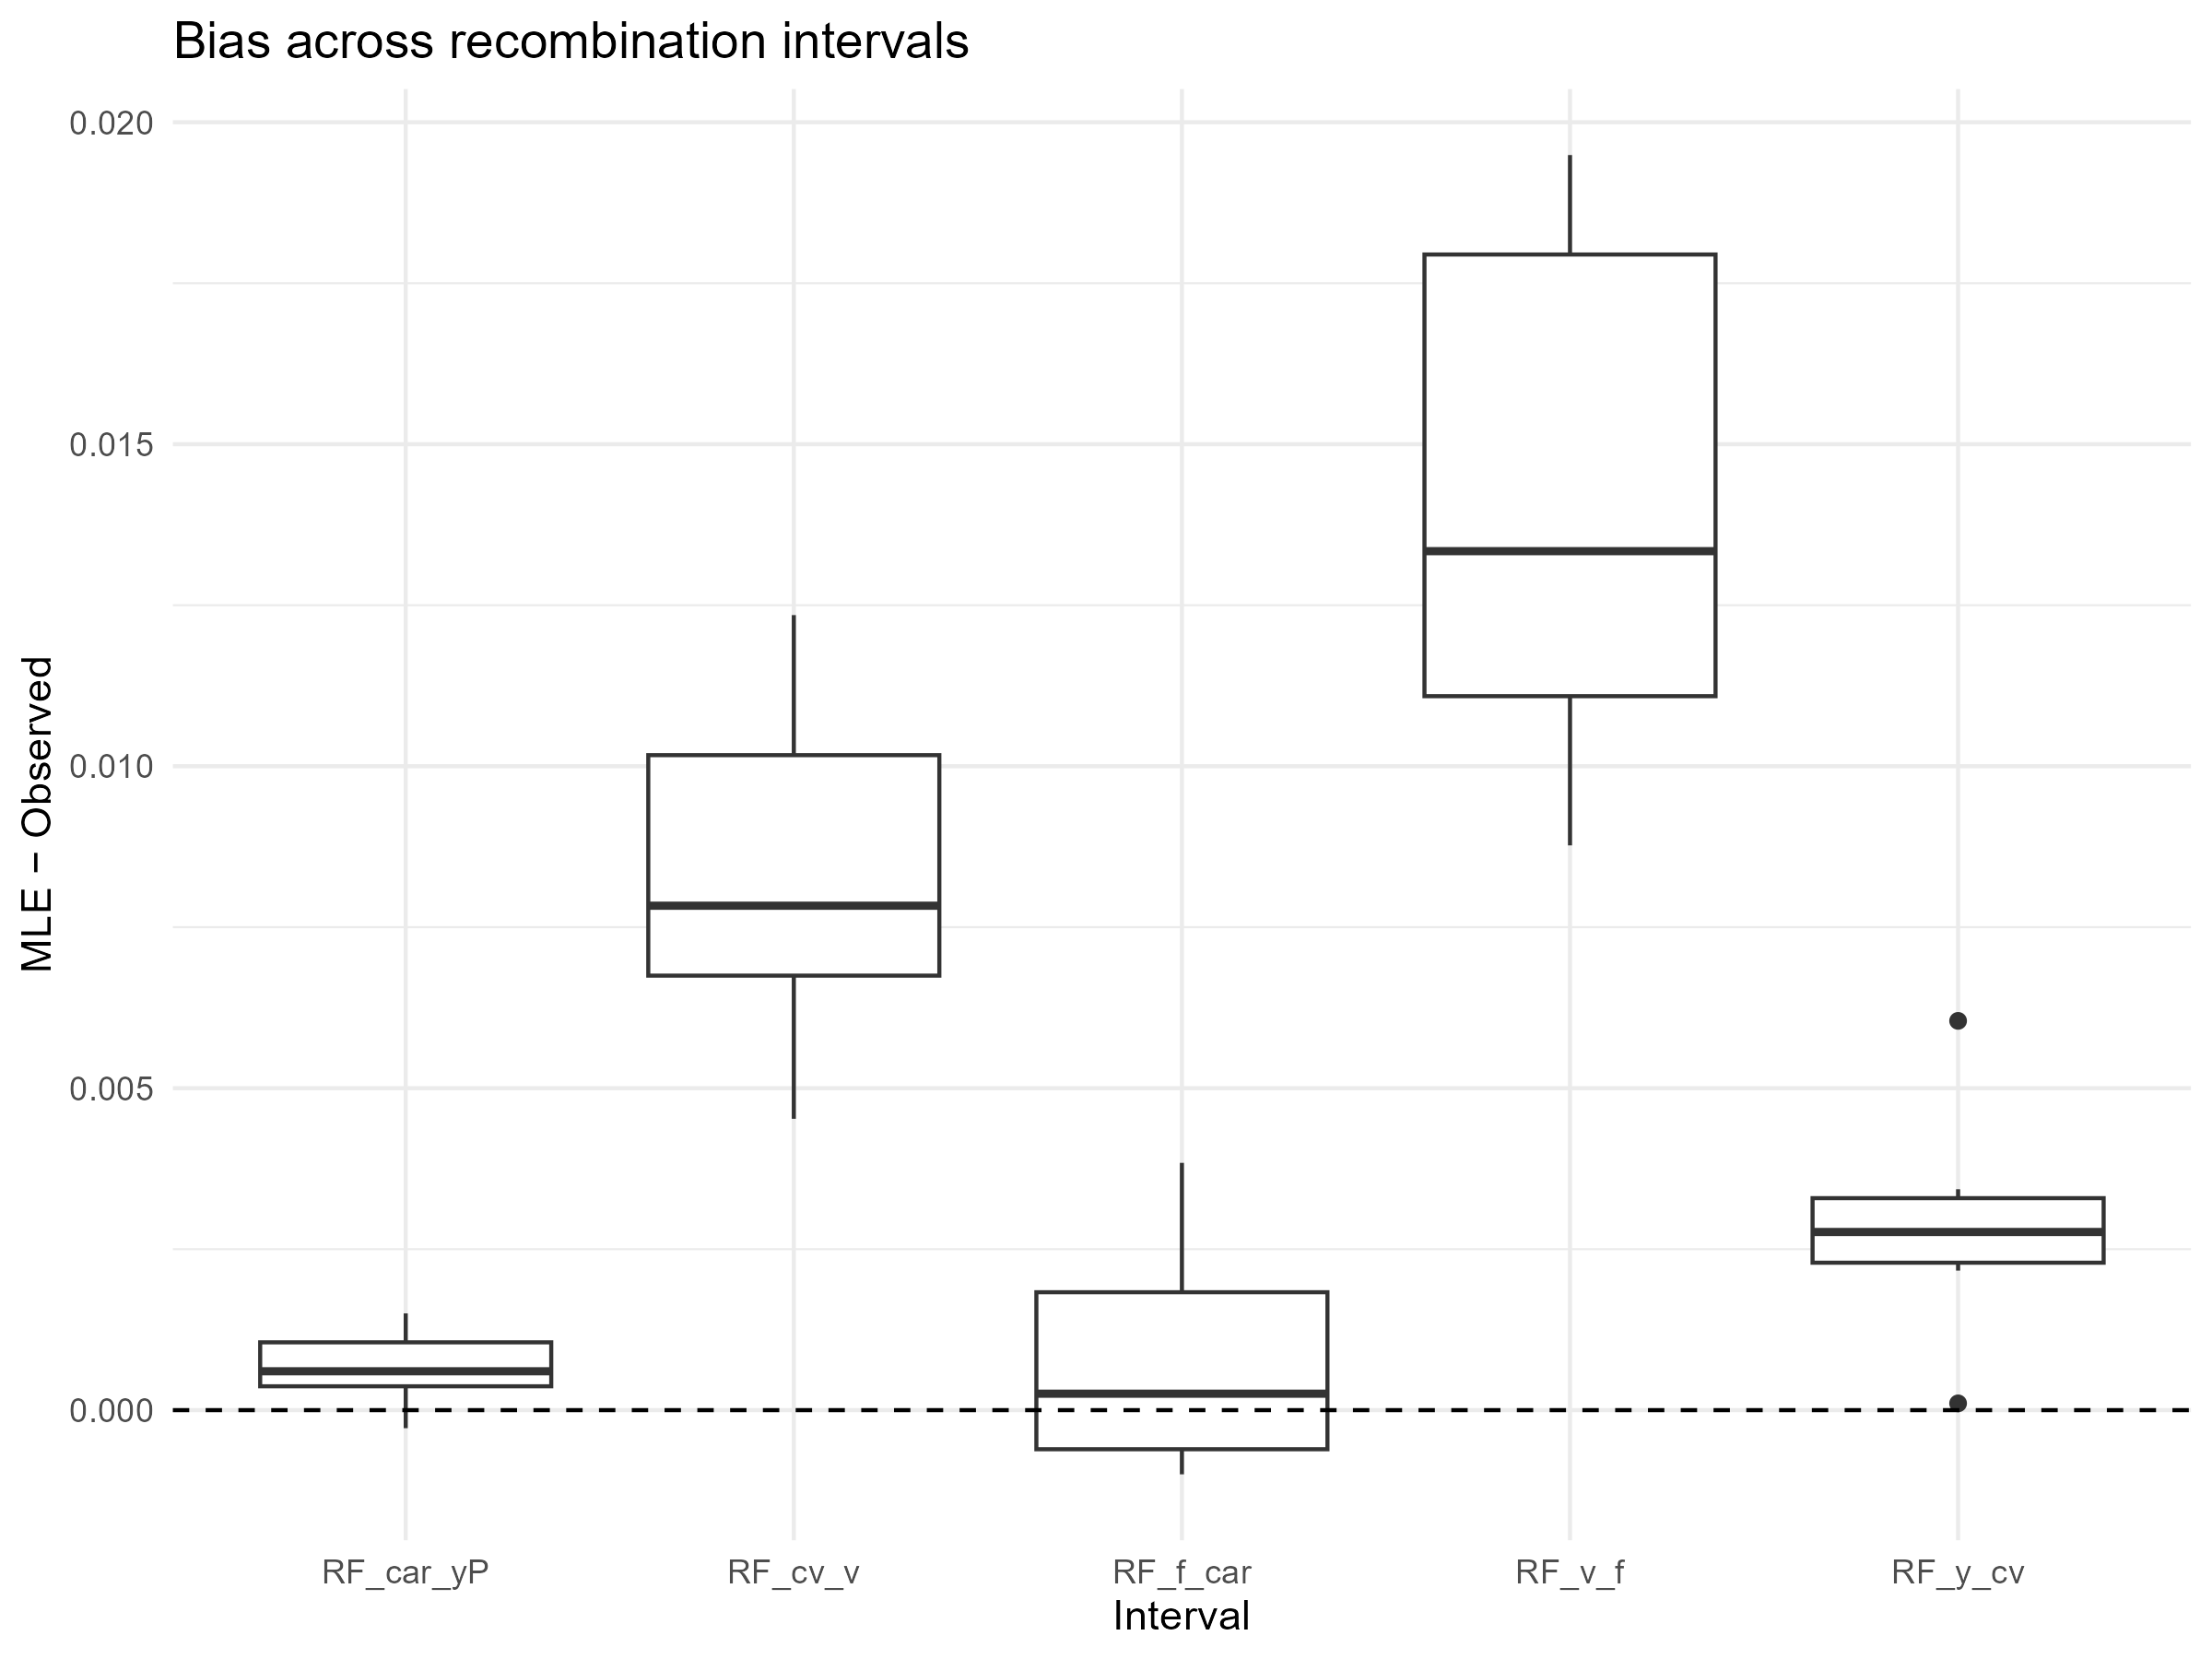 Bias across recombination intervals
MLE − Observed
0.020
0.015
0.010
0.005
0.000
RF_car_yP RF_cv_v RF_f_car RF_v_f RF_y_cv
Interval